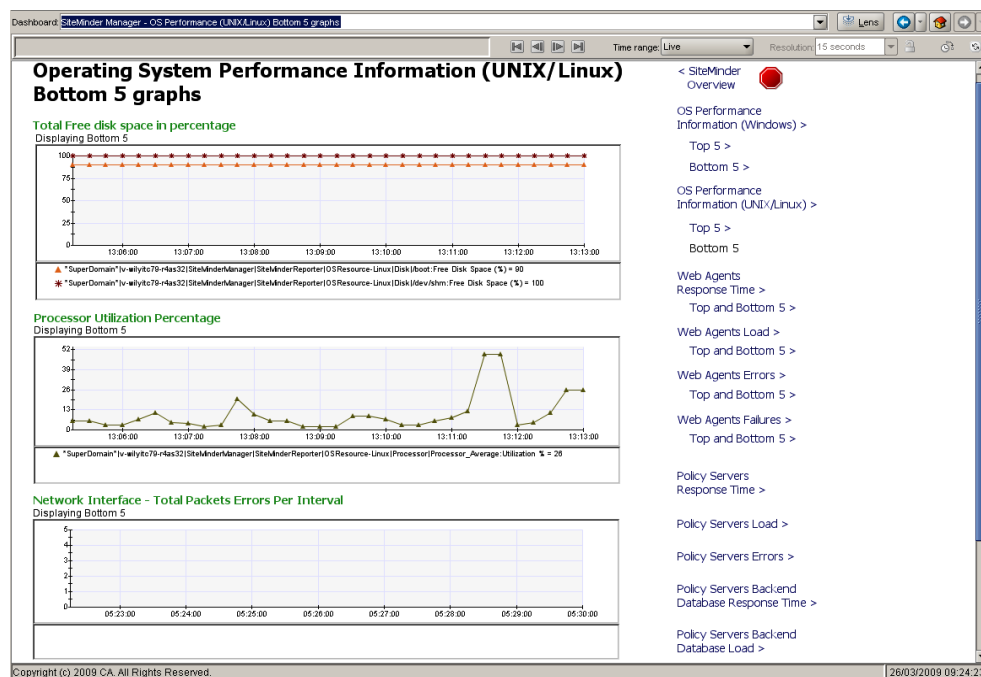 Dashboard: SiteMinder Manager - OS Performance (UNIX/Linux) Bottom 5 graphs
Lens
Time range: Live
Resolution: 15 seconds
Operating System Performance Information (UNIX/Linux)
Bottom 5 graphs
Total Free disk space in percentage
Displaying Bottom 5
100
75
50
25
0
13:06:00 13:07:00 13:08:00 13:09:00 13:10:00 13:11:00 13:12:00 13:13:00
*SuperDomain*|v-wilyitc79-r4as32|SiteMinderManager|SiteMinderReporter|OSResource-Linux|Disk|/boot:Free Disk Space (%) = 90
*SuperDomain*|v-wilyitc79-r4as32|SiteMinderManager|SiteMinderReporter|OSResource-Linux|Disk|/dev/shm:Free Disk Space (%) = 100
Processor Utilization Percentage
Displaying Bottom 5
52
39
26
13
0
13:06:00 13:07:00 13:08:00 13:09:00 13:10:00 13:11:00 13:12:00 13:13:00
*SuperDomain*|v-wilyitc79-r4as32|SiteMinderManager|SiteMinderReporter|OSResource-Linux|Processor|Processor_Average:Utilization % = 26
Network Interface - Total Packets Errors Per Interval
Displaying Bottom 5
5
4
3
2
1
0
05:23:00 05:24:00 05:25:00 05:26:00 05:27:00 05:28:00 05:29:00 05:30:00
< SiteMinder
Overview
OS Performance
Information (Windows) >
Top 5 >
Bottom 5 >
OS Performance
Information (UNIX/Linux) >
Top 5 >
Bottom 5
Web Agents
Response Time >
Top and Bottom 5 >
Web Agents Load >
Top and Bottom 5 >
Web Agents Errors >
Top and Bottom 5 >
Web Agents Failures >
Top and Bottom 5 >
Policy Servers
Response Time >
Policy Servers Load >
Policy Servers Errors >
Policy Servers Backend
Database Response Time >
Policy Servers Backend
Database Load >
Copyright (c) 2009 CA. All Rights Reserved.
26/03/2009